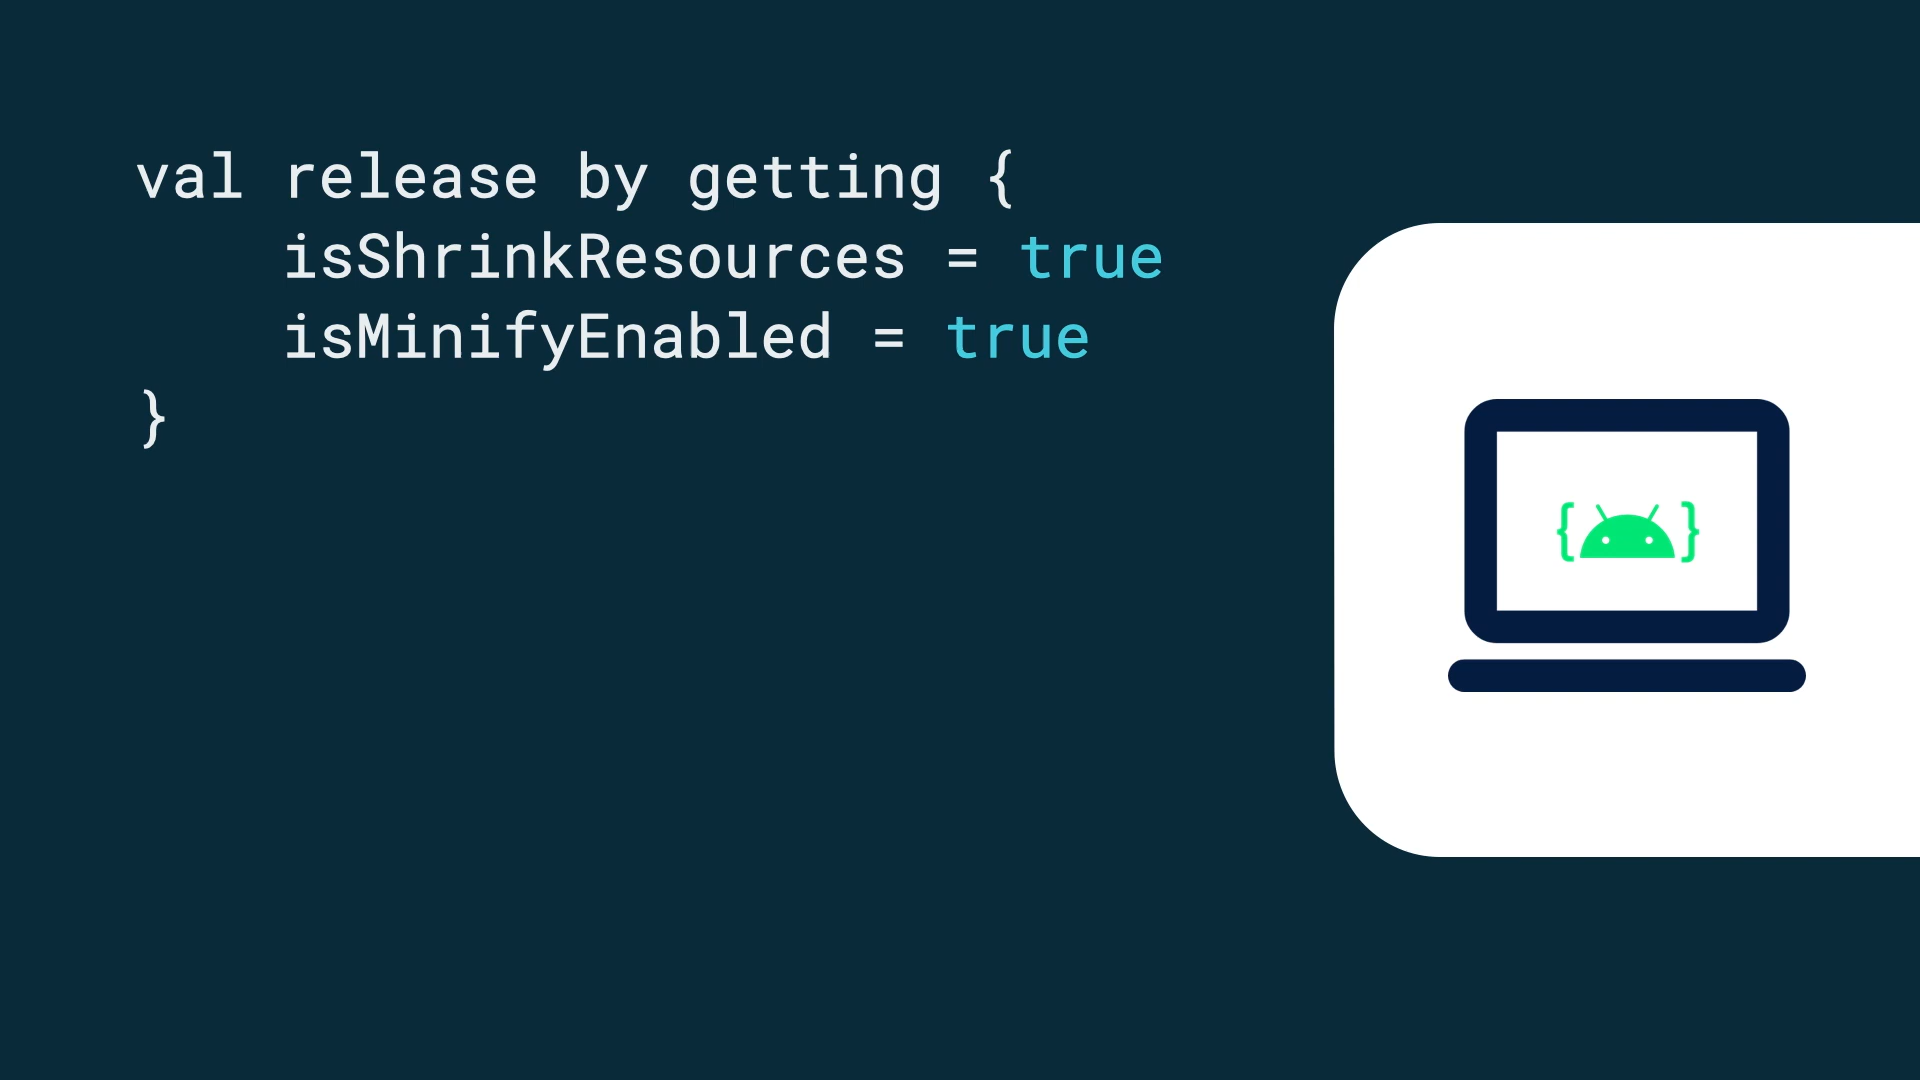 val release by getting {
    isShrinkResources = true
    isMinifyEnabled = true
}